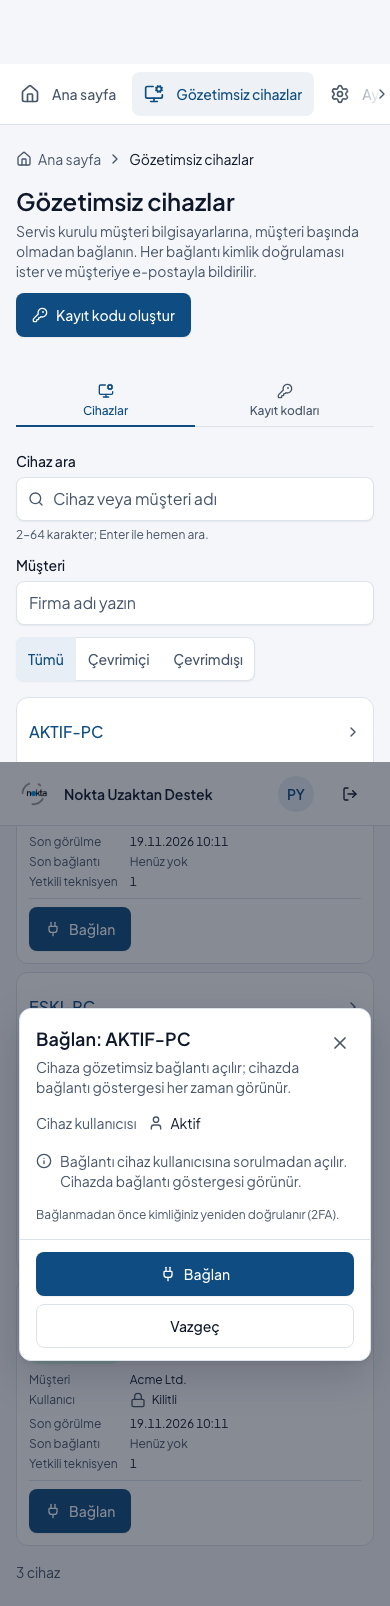 Ana sayfa
Gözetimsiz cihazlar
Ay
Ana sayfa
Gözetimsiz cihazlar
Gözetimsiz cihazlar
Servis kurulu müşteri bilgisayarlarına, müşteri başında
olmadan bağlanın. Her bağlantı kimlik doğrulaması
ister ve müşteriye e-postayla bildirilir.
Kayıt kodu oluştur
Cihazlar
Kayıt kodları
Cihaz ara
Cihaz veya müşteri adı
2–64 karakter; Enter ile hemen ara.
Müşteri
Firma adı yazın
Tümü
Çevrimiçi
Çevrimdışı
AKTIF-PC
nokta
Nokta Uzaktan Destek
PY
Son görülme 19.11.2026 10:11
Son bağlantı Henüz yok
Yetkili teknisyen 1
Bağlan
ESKI-PC
Bağlan: AKTIF-PC
Cihaza gözetimsiz bağlantı açılır; cihazda
bağlantı göstergesi her zaman görünür.
Cihaz kullanıcısı Aktif
Bağlantı cihaz kullanıcısına sorulmadan açılır.
Cihazda bağlantı göstergesi görünür.
Bağlanmadan önce kimliğiniz yeniden doğrulanır (2FA).
Bağlan
Vazgeç
Müşteri Acme Ltd.
Kullanıcı Kilitli
Son görülme 19.11.2026 10:11
Son bağlantı Henüz yok
Yetkili teknisyen 1
Bağlan
3 cihaz